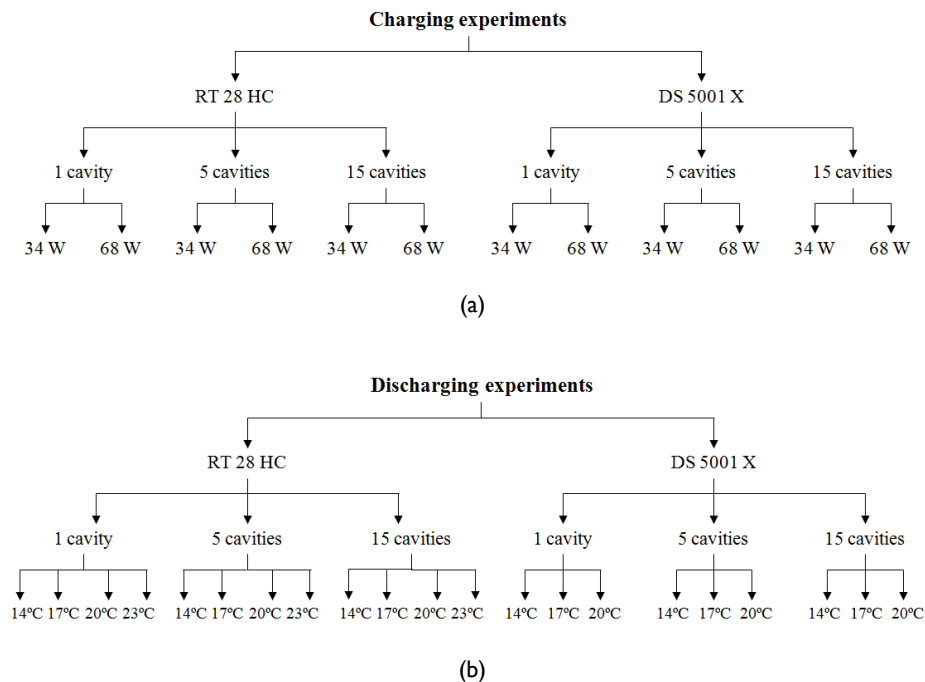 Charging experiments
RT 28 HC DS 5001 X
1 cavity 5 cavities 15 cavities 1 cavity 5 cavities 15 cavities
34 W 68 W 34 W 68 W 34 W 68 W 34 W 68 W 34 W 68 W 34 W 68 W
(a)
Discharging experiments
RT 28 HC DS 5001 X
1 cavity 5 cavities 15 cavities 1 cavity 5 cavities 15 cavities
14ºC 17ºC 20ºC 23ºC 14ºC 17ºC 20ºC 23ºC 14ºC 17ºC 20ºC 23ºC 14ºC 17ºC 20ºC 14ºC 17ºC 20ºC 14ºC 17ºC 20ºC
(b)